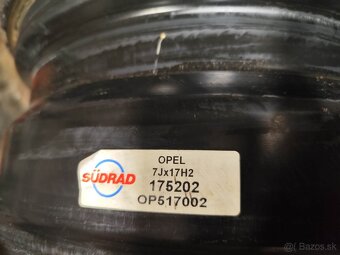 OPEL
7Jx17H2
SÜDRAD
175202
OP517002
Bazos.sk